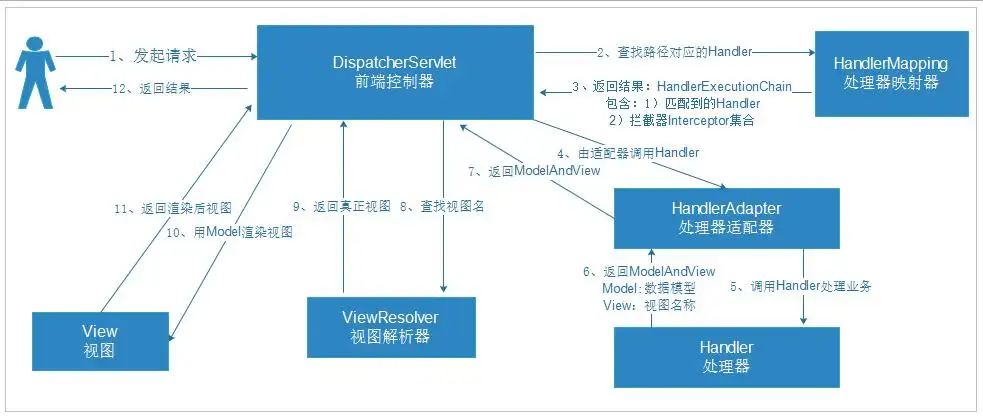 1、发起请求
12、返回结果
DispatcherServlet
前端控制器
2、查找路径对应的Handler
HandlerMapping
处理器映射器
3、返回结果：HandlerExecutionChain
包含：1）匹配到的Handler
2）拦截器Interceptor集合
4、由适配器调用Handler
7、返回ModelAndView
HandlerAdapter
处理器适配器
11、返回渲染后视图
10、用Model渲染视图
9、返回真正视图
8、查找视图名
6、返回ModelAndView
Model:数据模型
View：视图名称
5、调用Handler处理业务
View
视图
ViewResolver
视图解析器
Handler
处理器